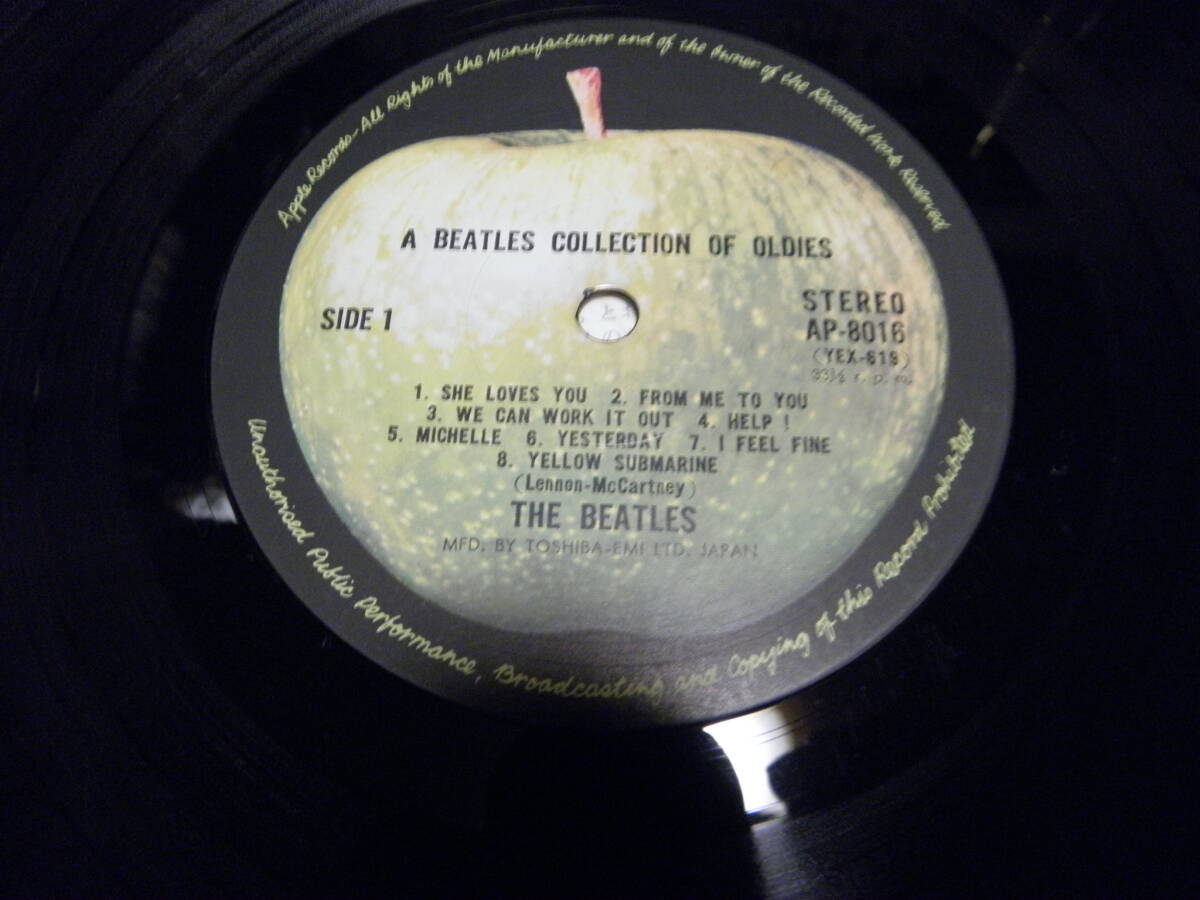 Apple Records-All Rights of the Manufacturer and of the Owner of the Recorded Work Reserved
A BEATLES COLLECTION OF OLDIES
SIDE 1
STEREO
AP-8016
(YEX-618)
33⅓ r.p.m.
1. SHE LOVES YOU 2. FROM ME TO YOU
3. WE CAN WORK IT OUT 4. HELP !
5. MICHELLE 6. YESTERDAY 7. I FEEL FINE
8. YELLOW SUBMARINE
(Lennon-McCartney)
THE BEATLES
MFD. BY TOSHIBA-EMI LTD. JAPAN
Unauthorised Public Performance, Broadcasting and Copying of this Record Prohibited